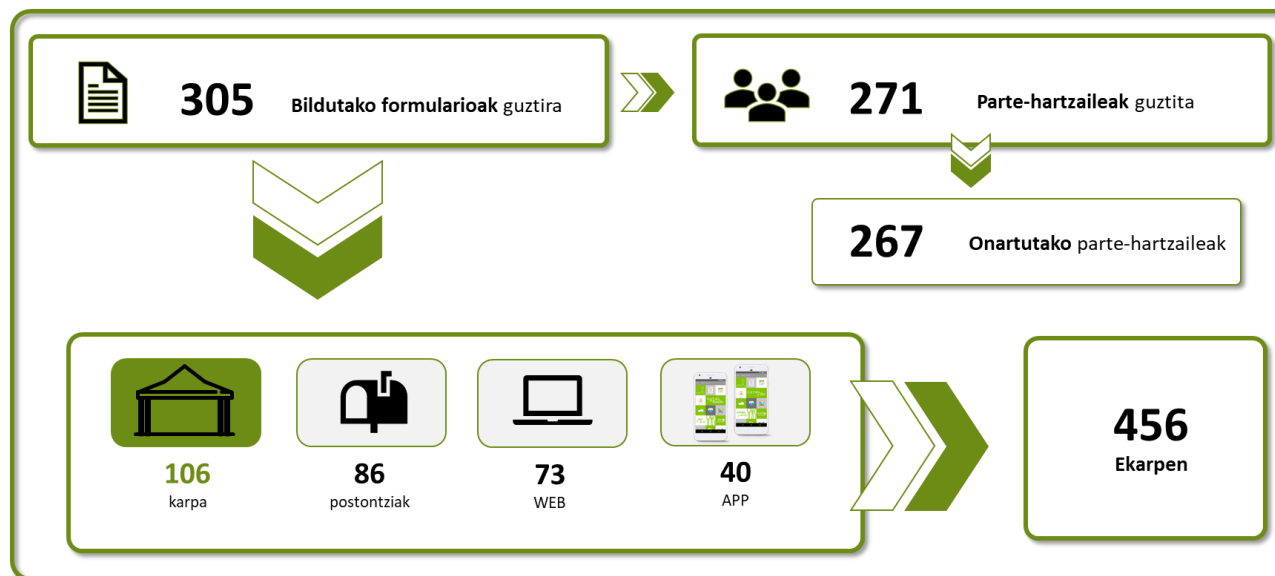 305 Bildutako formularioak guztira
271 Parte-hartzaileak guztita
267 Onartutako parte-hartzaileak
106
karpa
86
postontziak
73
WEB
40
APP
456
Ekarpen